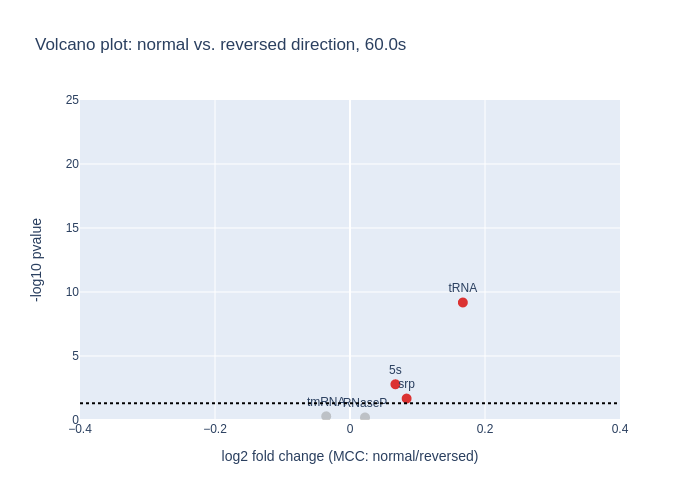 Volcano plot: normal vs. reversed direction, 60.0s
25
20
15
10
5
0
-log10 pvalue
tRNA
5s
srp
tmRNA
RNaseP
−0.4
−0.2
0
0.2
0.4
log2 fold change (MCC: normal/reversed)